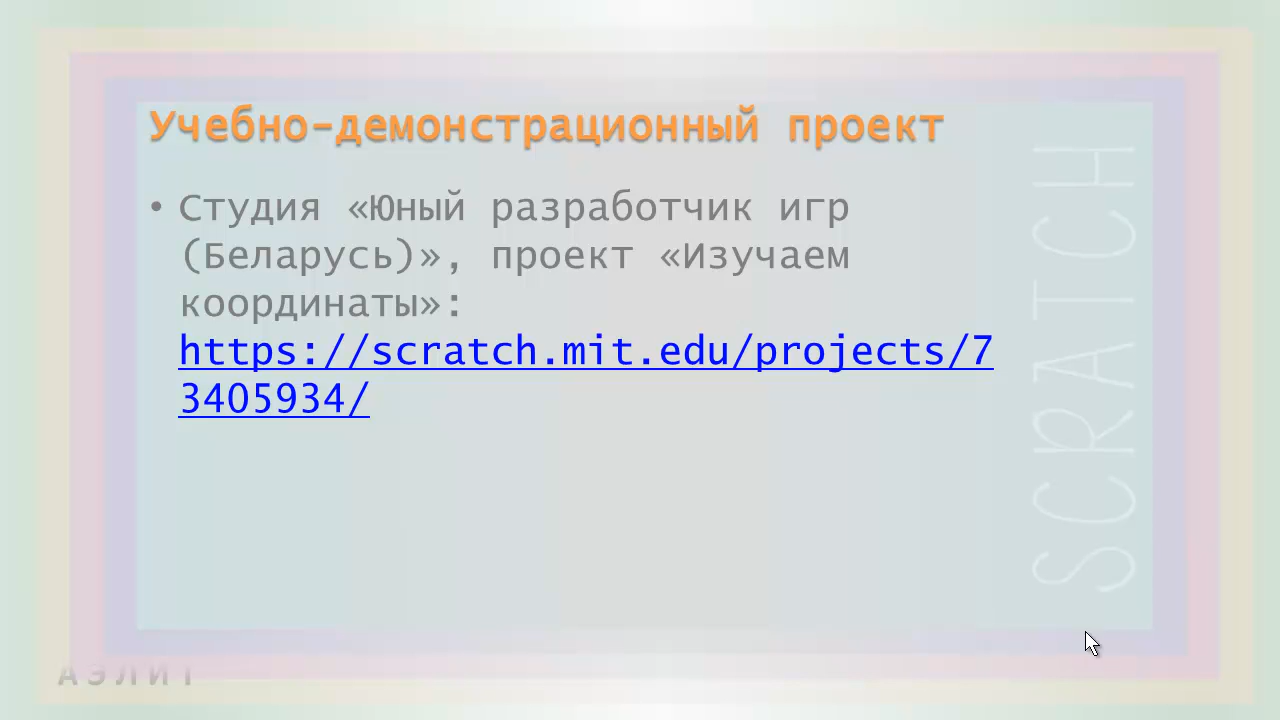 Учебно-демонстрационный проект
• Студия «Юный разработчик игр
(Беларусь)», проект «Изучаем
координаты»:
https://scratch.mit.edu/projects/7
3405934/
SCRATCH
АЭЛИТ